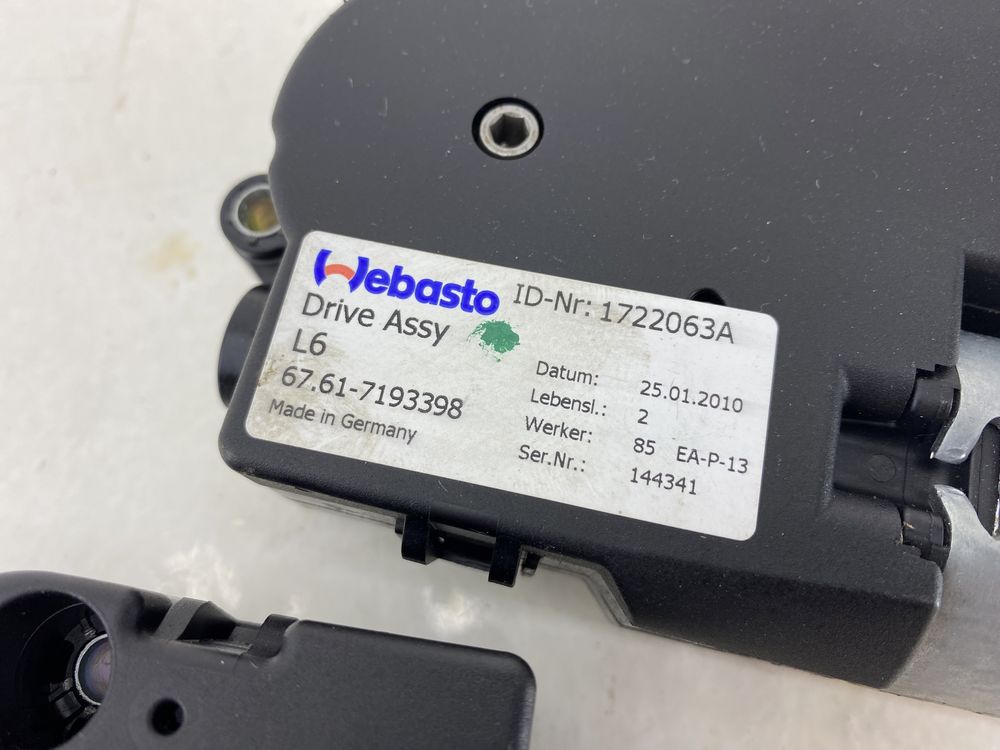 Webasto ID-Nr: 1722063A
Drive Assy
L6
67.61-7193398
Made in Germany
Datum: 25.01.2010
Lebensl.: 2
Werker: 85 EA-P-13
Ser.Nr.: 144341